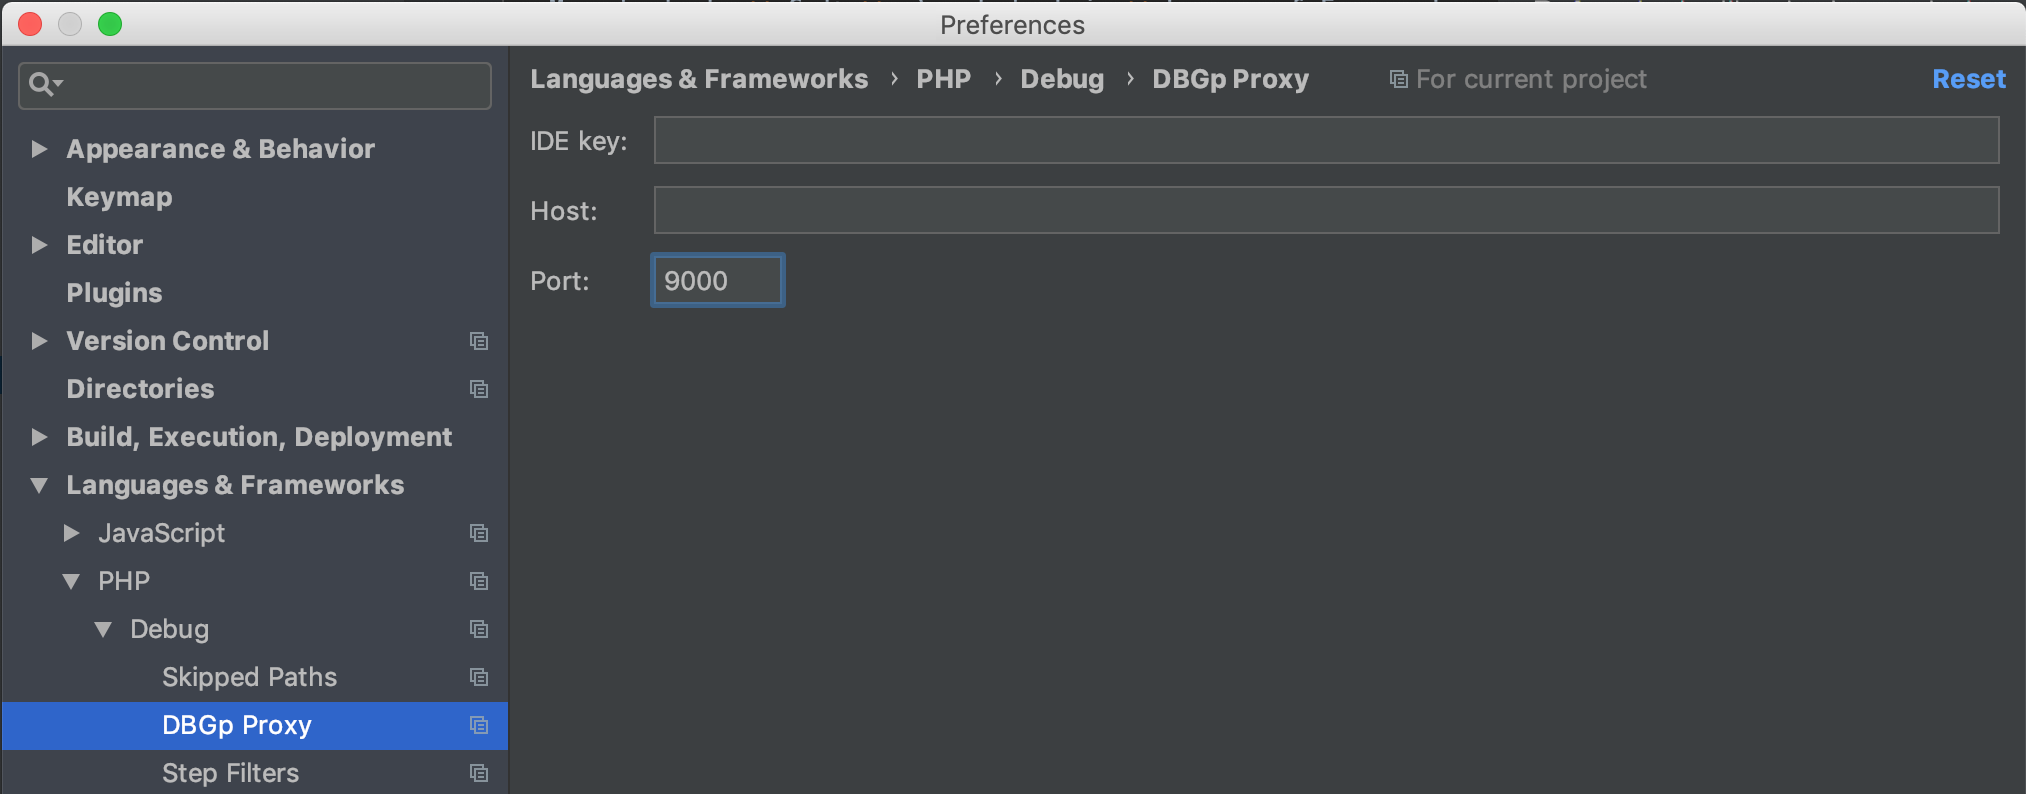 Preferences
Languages & Frameworks › PHP › Debug › DBGp Proxy For current project Reset
IDE key:
Host:
Port: 9000
Appearance & Behavior
Keymap
Editor
Plugins
Version Control
Directories
Build, Execution, Deployment
Languages & Frameworks
JavaScript
PHP
Debug
Skipped Paths
DBGp Proxy
Step Filters